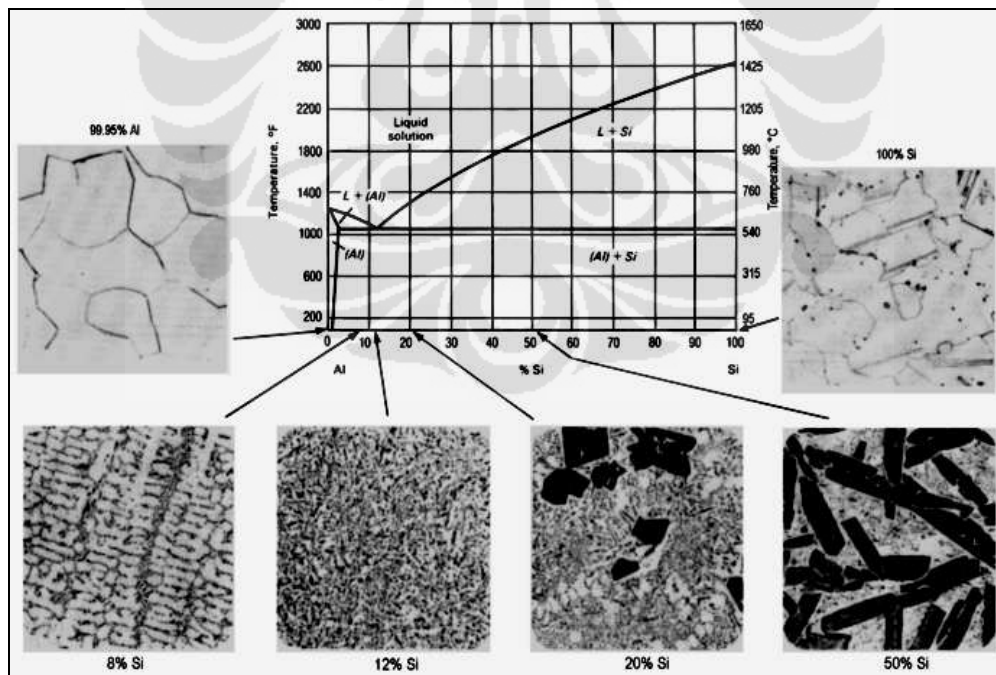 3000
2600
2200
1800
1400
1000
600
200
Temperature, °F
1650
1425
1205
980
760
540
315
95
Temperature, °C
Liquid
solution
L + Si
L + (Al)
(Al)
(Al) + Si
0 10 20 30 40 50 60 70 80 90 100
Al % Si Si
99.95% Al
100% Si
8% Si
12% Si
20% Si
50% Si